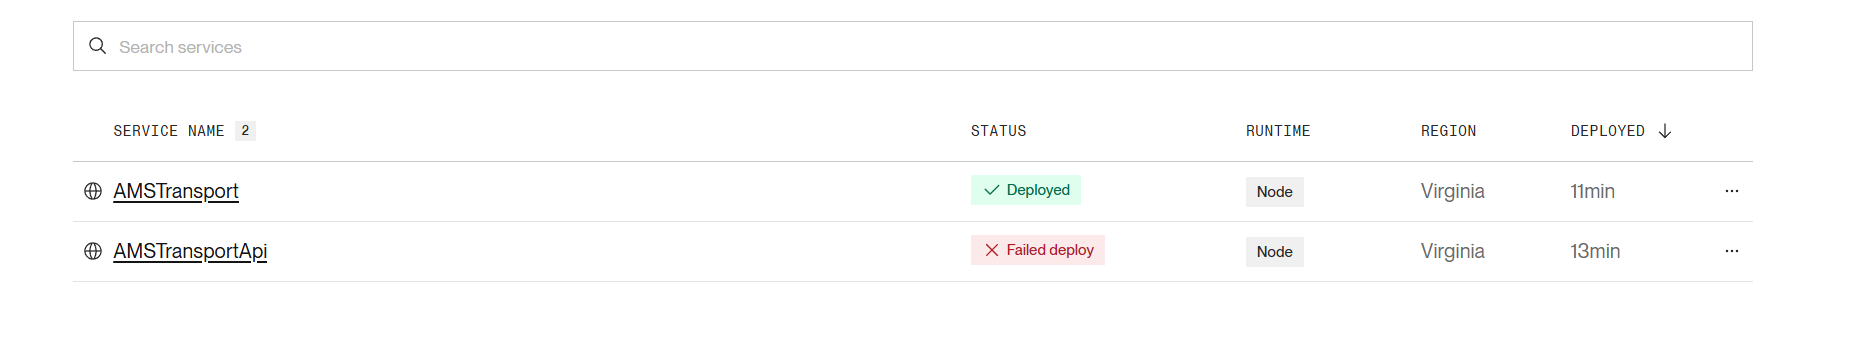 Search services
SERVICE NAME 2 STATUS RUNTIME REGION DEPLOYED
AMSTransport Deployed Node Virginia 11min
AMSTransportApi Failed deploy Node Virginia 13min